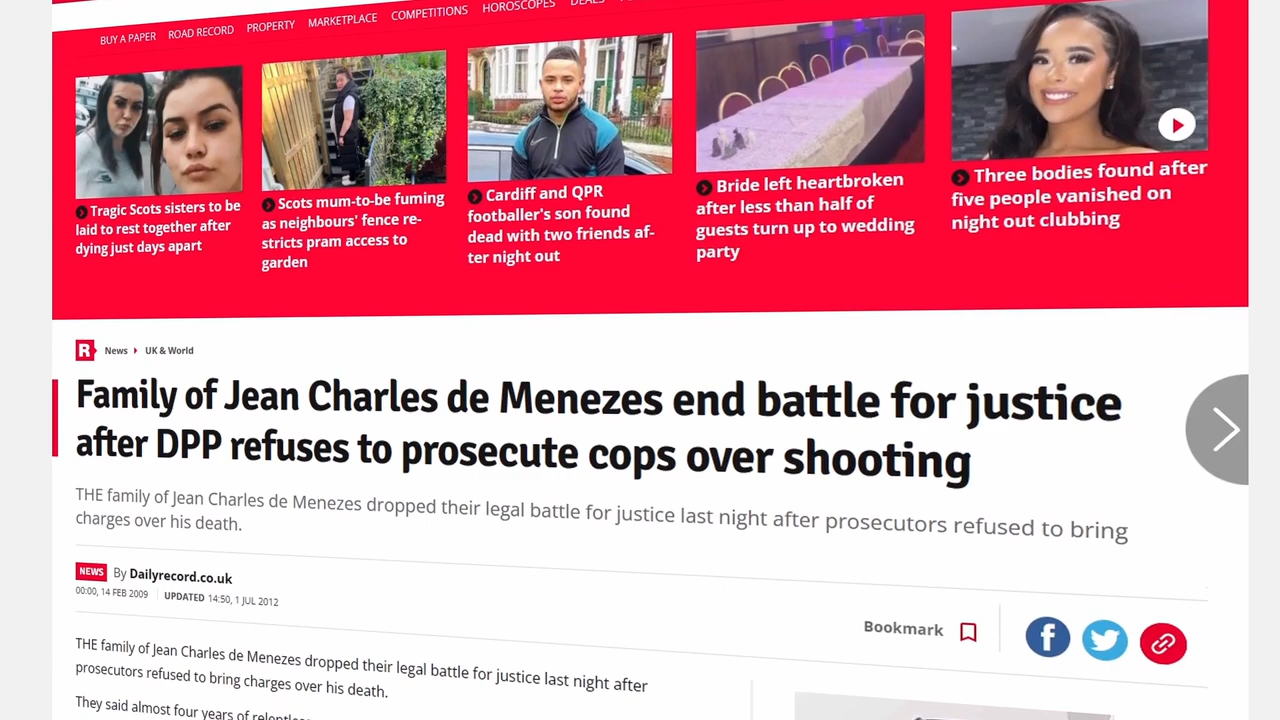 BUY A PAPER ROAD RECORD PROPERTY MARKETPLACE COMPETITIONS HOROSCOPES
Tragic Scots sisters to be
laid to rest together after
dying just days apart
Scots mum-to-be fuming
as neighbours' fence re-
stricts pram access to
garden
Cardiff and QPR
footballer's son found
dead with two friends af-
ter night out
Bride left heartbroken
after less than half of
guests turn up to wedding
party
Three bodies found after
five people vanished on
night out clubbing
R News UK & World
Family of Jean Charles de Menezes end battle for justice
after DPP refuses to prosecute cops over shooting
THE family of Jean Charles de Menezes dropped their legal battle for justice last night after prosecutors refused to bring
charges over his death.
NEWS By Dailyrecord.co.uk
00:00, 14 FEB 2009 UPDATED 14:50, 1 JUL 2012
Bookmark
THE family of Jean Charles de Menezes dropped their legal battle for justice last night after
prosecutors refused to bring charges over his death.
They said almost four years of